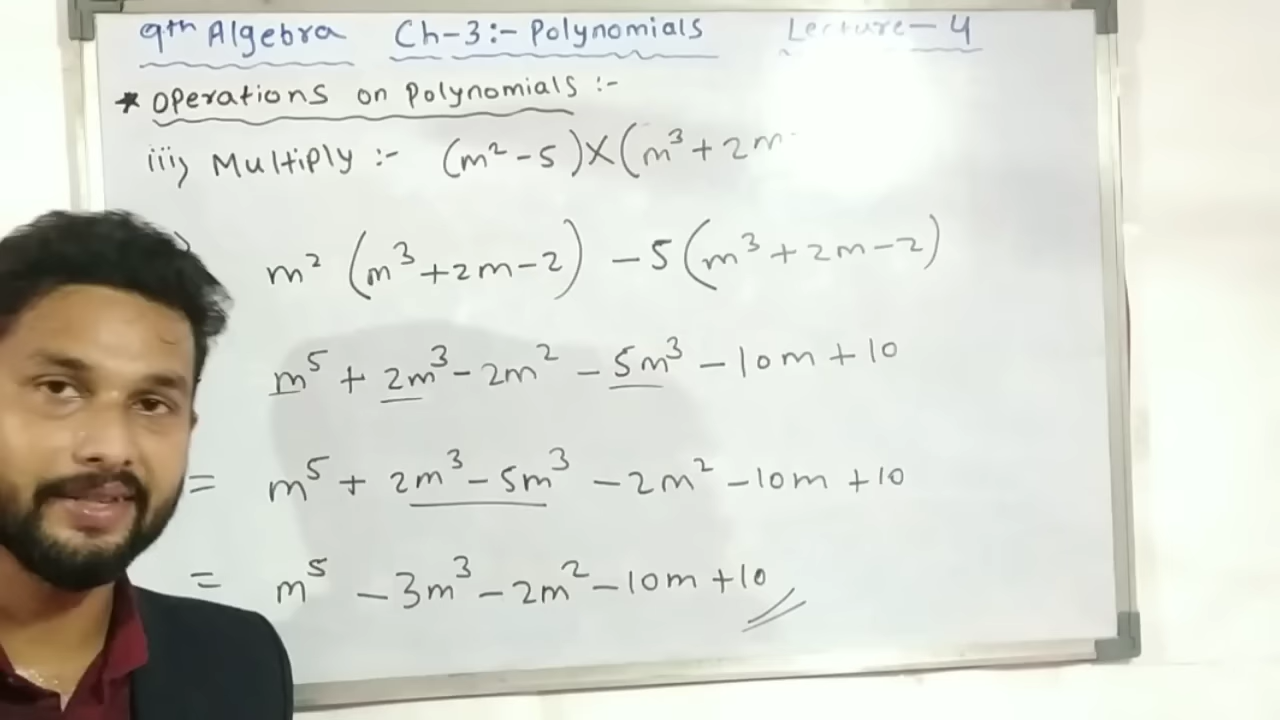 9th Algebra Ch-3:- Polynomials Lecture-4
* Operations on Polynomials :-
iii) Multiply :- (m² - 5) × (m³ + 2m
m² (m³ + 2m - 2) - 5 (m³ + 2m - 2)
m⁵ + 2m³ - 2m² - 5m³ - 10m + 10
= m⁵ + 2m³ - 5m³ - 2m² - 10m + 10
= m⁵ - 3m³ - 2m² - 10m + 10